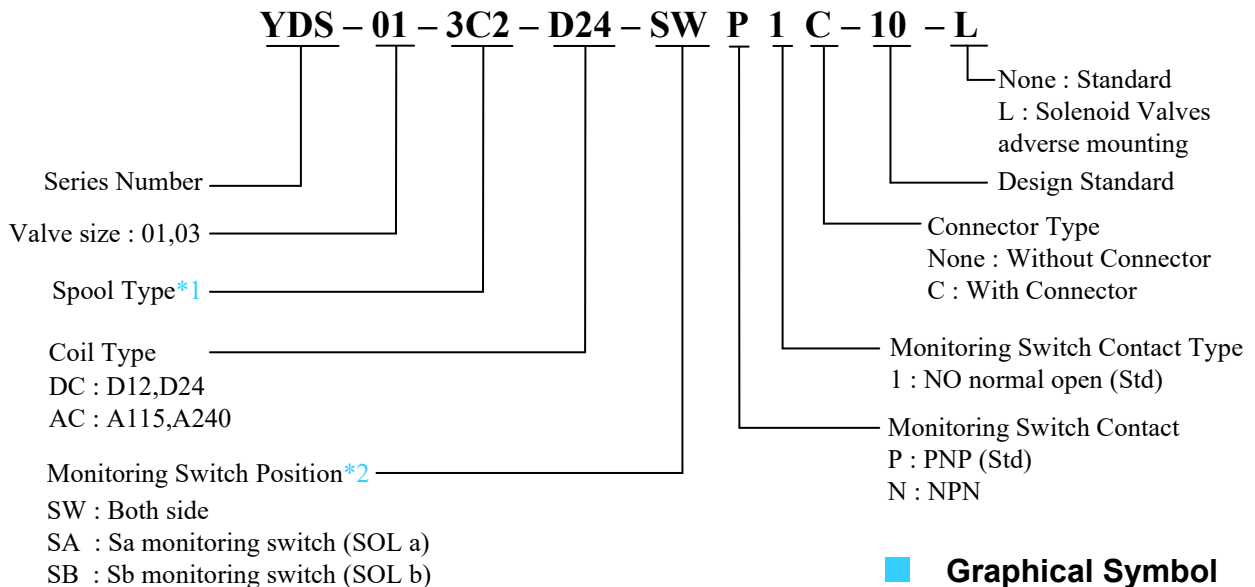 YDS – 01 – 3C2 – D24 – SW P 1 C – 10 – L
None : Standard
L : Solenoid Valves
adverse mounting
Series Number
Design Standard
Valve size : 01,03
Connector Type
None : Without Connector
C : With Connector
Spool Type*1
Coil Type
DC : D12,D24
AC : A115,A240
Monitoring Switch Contact Type
1 : NO normal open (Std)
Monitoring Switch Contact
P : PNP (Std)
N : NPN
Monitoring Switch Position*2
SW : Both side
SA : Sa monitoring switch (SOL a)
SB : Sb monitoring switch (SOL b)
Graphical Symbol